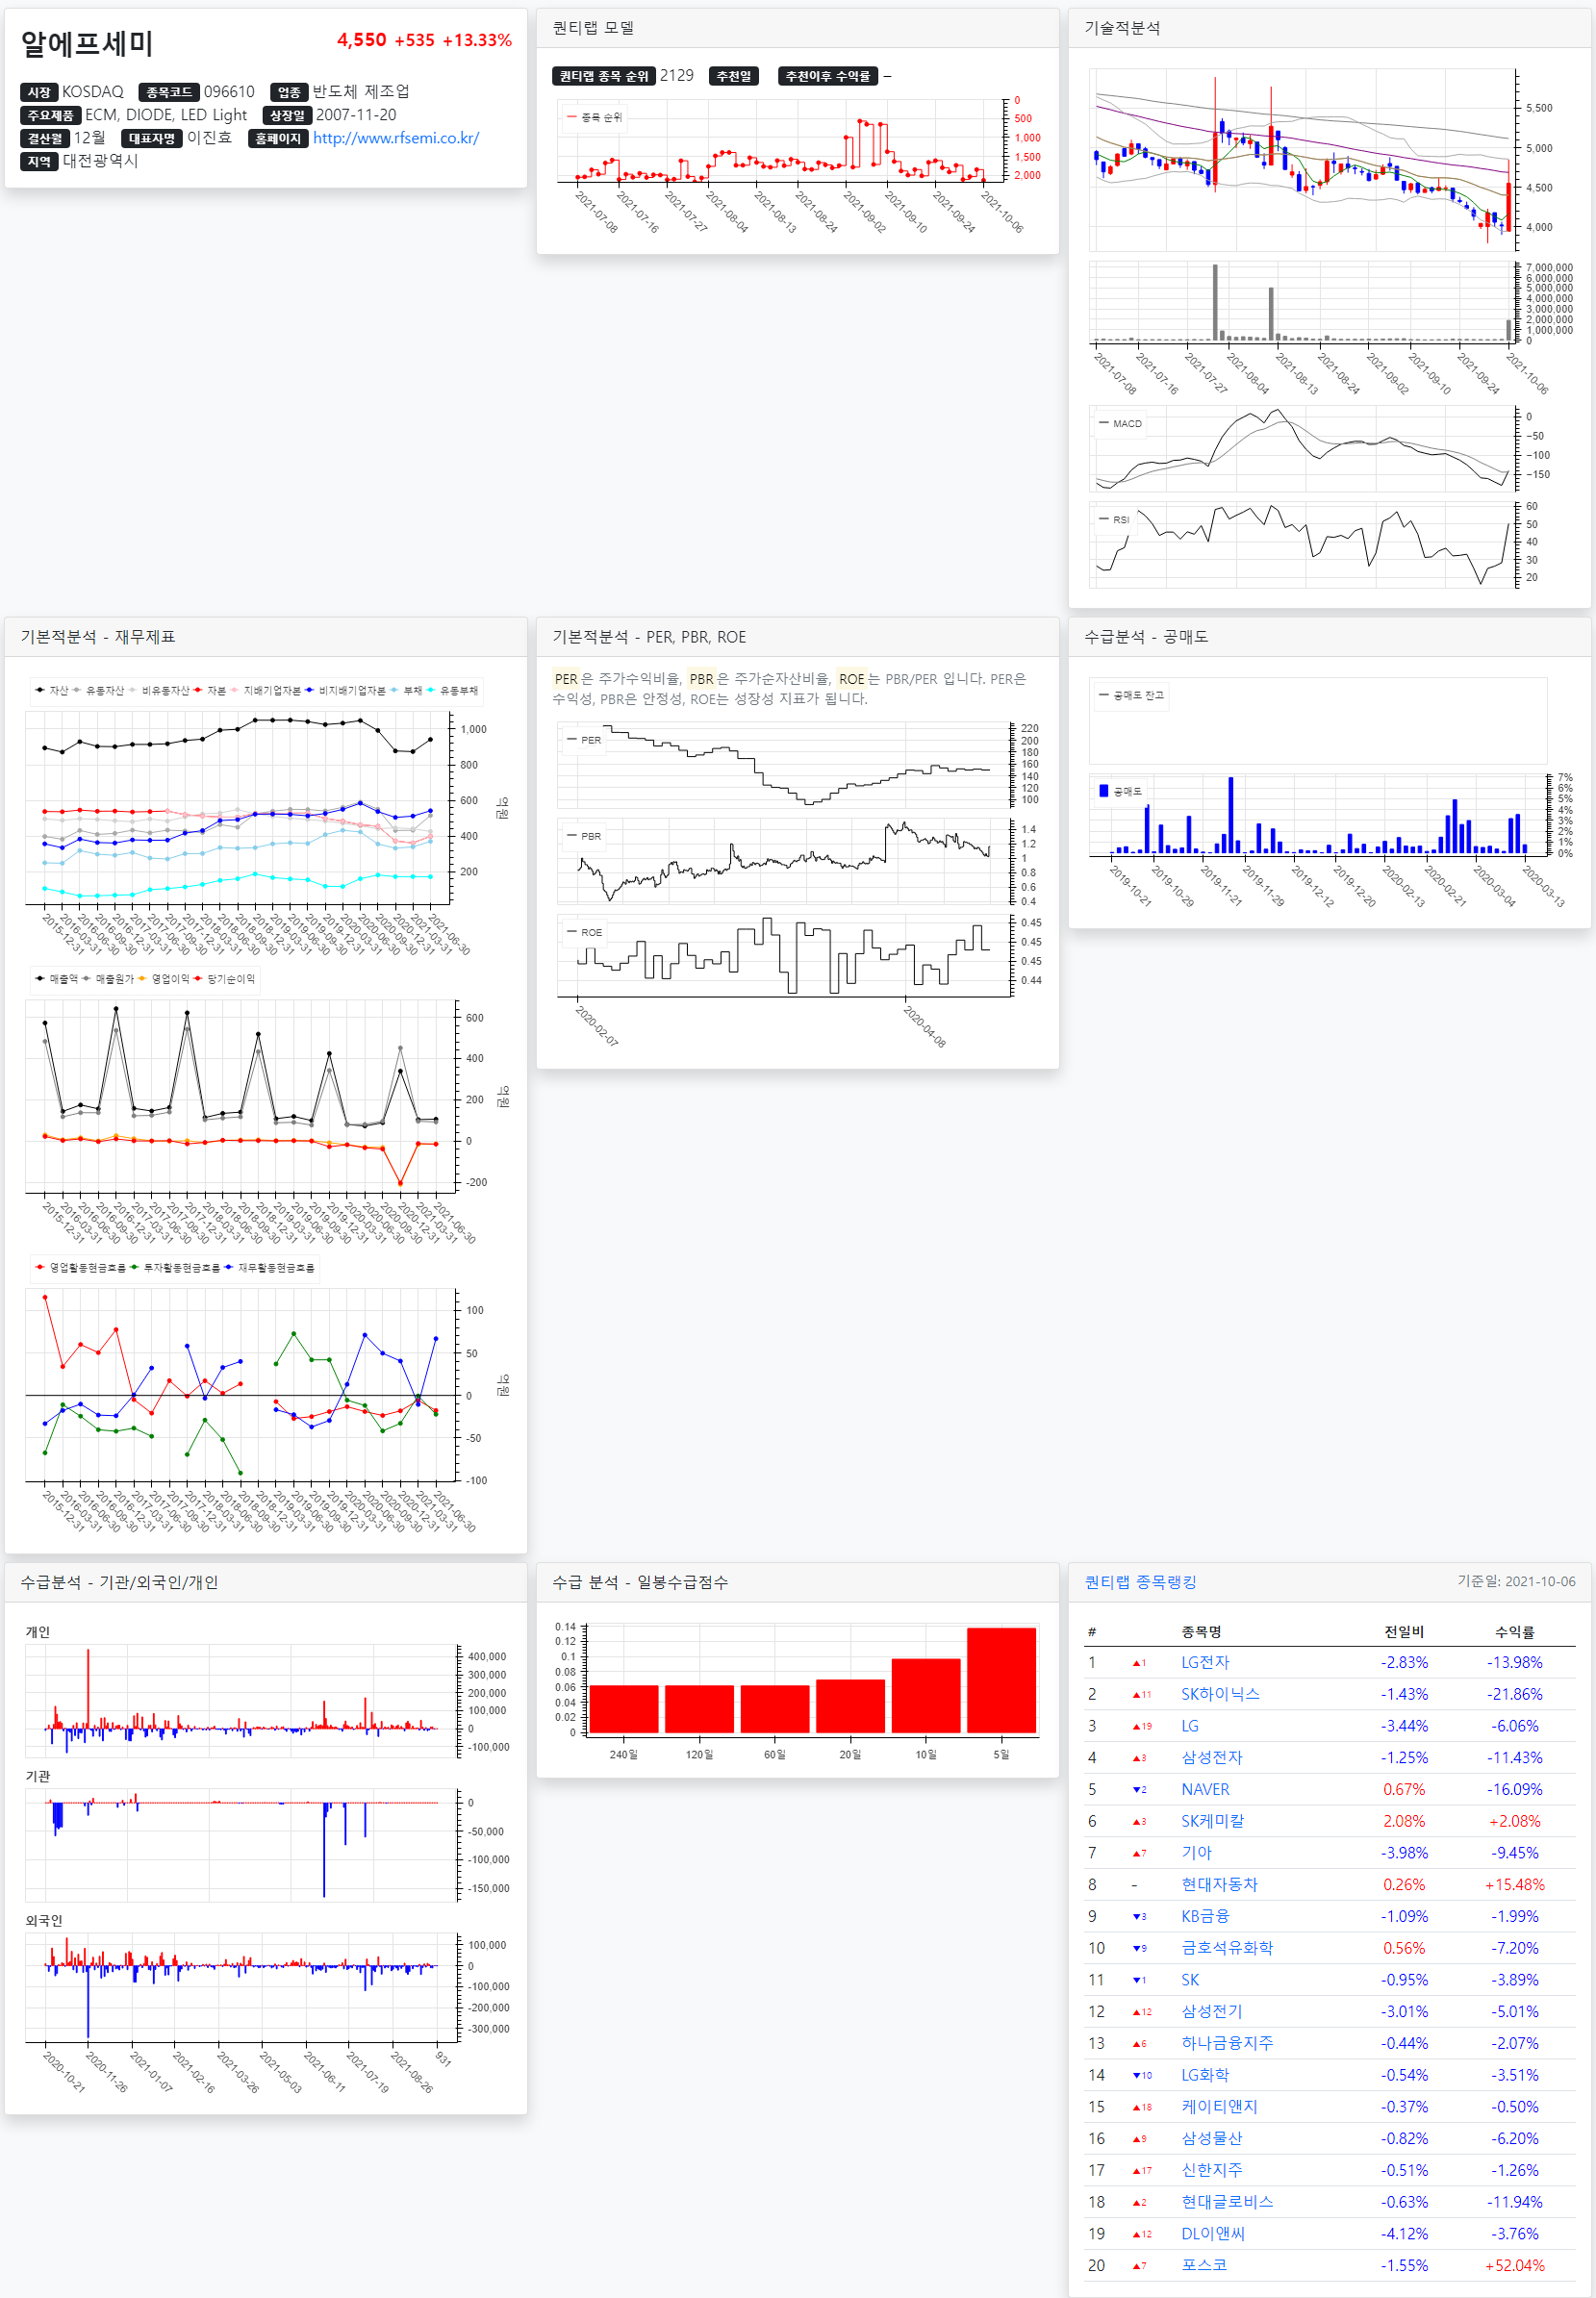 알에프세미
4,550 +535 +13.33%
시장 KOSDAQ 종목코드 096610 업종 반도체 제조업
주요제품 ECM, DIODE, LED Light 상장일 2007-11-20
결산월 12월 대표자명 이진효 홈페이지 http://www.rfsemi.co.kr/
지역 대전광역시
퀀티랩 모델
퀀티랩 종목 순위 2129 추천일 추천이후 수익률 –
종목 순위
0
500
1,000
1,500
2,000
2021-07-08 2021-07-16 2021-07-27 2021-08-04 2021-08-13 2021-08-24 2021-09-02 2021-09-10 2021-09-24 2021-10-06
기술적분석
5,500
5,000
4,500
4,000
7,000,000
6,000,000
5,000,000
4,000,000
3,000,000
2,000,000
1,000,000
0
2021-07-08 2021-07-16 2021-07-27 2021-08-04 2021-08-13 2021-08-24 2021-09-02 2021-09-10 2021-09-24 2021-10-06
MACD
0
−50
−100
−150
RSI
60
50
40
30
20
기본적분석 - 재무제표
자산 유동자산 비유동자산 자본 지배기업자본 비지배기업자본 부채 유동부채
1,000
800
600
400
200
억원
2015-12-31 2016-03-31 2016-06-30 2016-09-30 2016-12-31 2017-03-31 2017-06-30 2017-09-30 2017-12-31 2018-03-31 2018-06-30 2018-09-30 2018-12-31 2019-03-31 2019-06-30 2019-09-30 2019-12-31 2020-03-31 2020-06-30 2020-09-30 2020-12-31 2021-03-31 2021-06-30
매출액 매출원가 영업이익 당기순이익
600
400
200
0
-200
억원
2015-12-31 2016-03-31 2016-06-30 2016-09-30 2016-12-31 2017-03-31 2017-06-30 2017-09-30 2017-12-31 2018-03-31 2018-06-30 2018-09-30 2018-12-31 2019-03-31 2019-06-30 2019-09-30 2019-12-31 2020-03-31 2020-06-30 2020-09-30 2020-12-31 2021-03-31 2021-06-30
영업활동현금흐름 투자활동현금흐름 재무활동현금흐름
100
50
0
-50
-100
억원
2015-12-31 2016-03-31 2016-06-30 2016-09-30 2016-12-31 2017-03-31 2017-06-30 2017-09-30 2017-12-31 2018-03-31 2018-06-30 2018-09-30 2018-12-31 2019-03-31 2019-06-30 2019-09-30 2019-12-31 2020-03-31 2020-06-30 2020-09-30 2020-12-31 2021-03-31 2021-06-30
기본적분석 - PER, PBR, ROE
PER은 주가수익비율, PBR은 주가순자산비율, ROE는 PBR/PER 입니다. PER은
수익성, PBR은 안정성, ROE는 성장성 지표가 됩니다.
PER
220
200
180
160
140
120
100
PBR
1.4
1.2
1
0.8
0.6
0.4
ROE
0.45
0.45
0.45
0.44
2020-02-07 2020-04-08
수급분석 - 공매도
공매도 잔고
공매도
7%
6%
5%
4%
3%
2%
1%
0%
2019-10-21 2019-10-29 2019-11-21 2019-11-29 2019-12-12 2019-12-20 2020-02-13 2020-02-21 2020-03-04 2020-03-13
수급분석 - 기관/외국인/개인
개인
400,000
300,000
200,000
100,000
0
-100,000
기관
0
-50,000
-100,000
-150,000
외국인
100,000
0
-100,000
-200,000
-300,000
2020-10-21 2020-11-26 2021-01-07 2021-02-16 2021-03-26 2021-05-03 2021-06-11 2021-07-19 2021-08-26 931
수급 분석 - 일봉수급점수
0.14
0.12
0.1
0.08
0.06
0.04
0.02
0
240일 120일 60일 20일 10일 5일
퀀티랩 종목랭킹 기준일: 2021-10-06
# 종목명 전일비 수익률
1 ▲1 LG전자 -2.83% -13.98%
2 ▲11 SK하이닉스 -1.43% -21.86%
3 ▲19 LG -3.44% -6.06%
4 ▲3 삼성전자 -1.25% -11.43%
5 ▼2 NAVER 0.67% -16.09%
6 ▲3 SK케미칼 2.08% +2.08%
7 ▲7 기아 -3.98% -9.45%
8 - 현대자동차 0.26% +15.48%
9 ▼3 KB금융 -1.09% -1.99%
10 ▼9 금호석유화학 0.56% -7.20%
11 ▼1 SK -0.95% -3.89%
12 ▲12 삼성전기 -3.01% -5.01%
13 ▲6 하나금융지주 -0.44% -2.07%
14 ▼10 LG화학 -0.54% -3.51%
15 ▲18 케이티앤지 -0.37% -0.50%
16 ▲9 삼성물산 -0.82% -6.20%
17 ▲17 신한지주 -0.51% -1.26%
18 ▲2 현대글로비스 -0.63% -11.94%
19 ▲12 DL이앤씨 -4.12% -3.76%
20 ▲7 포스코 -1.55% +52.04%